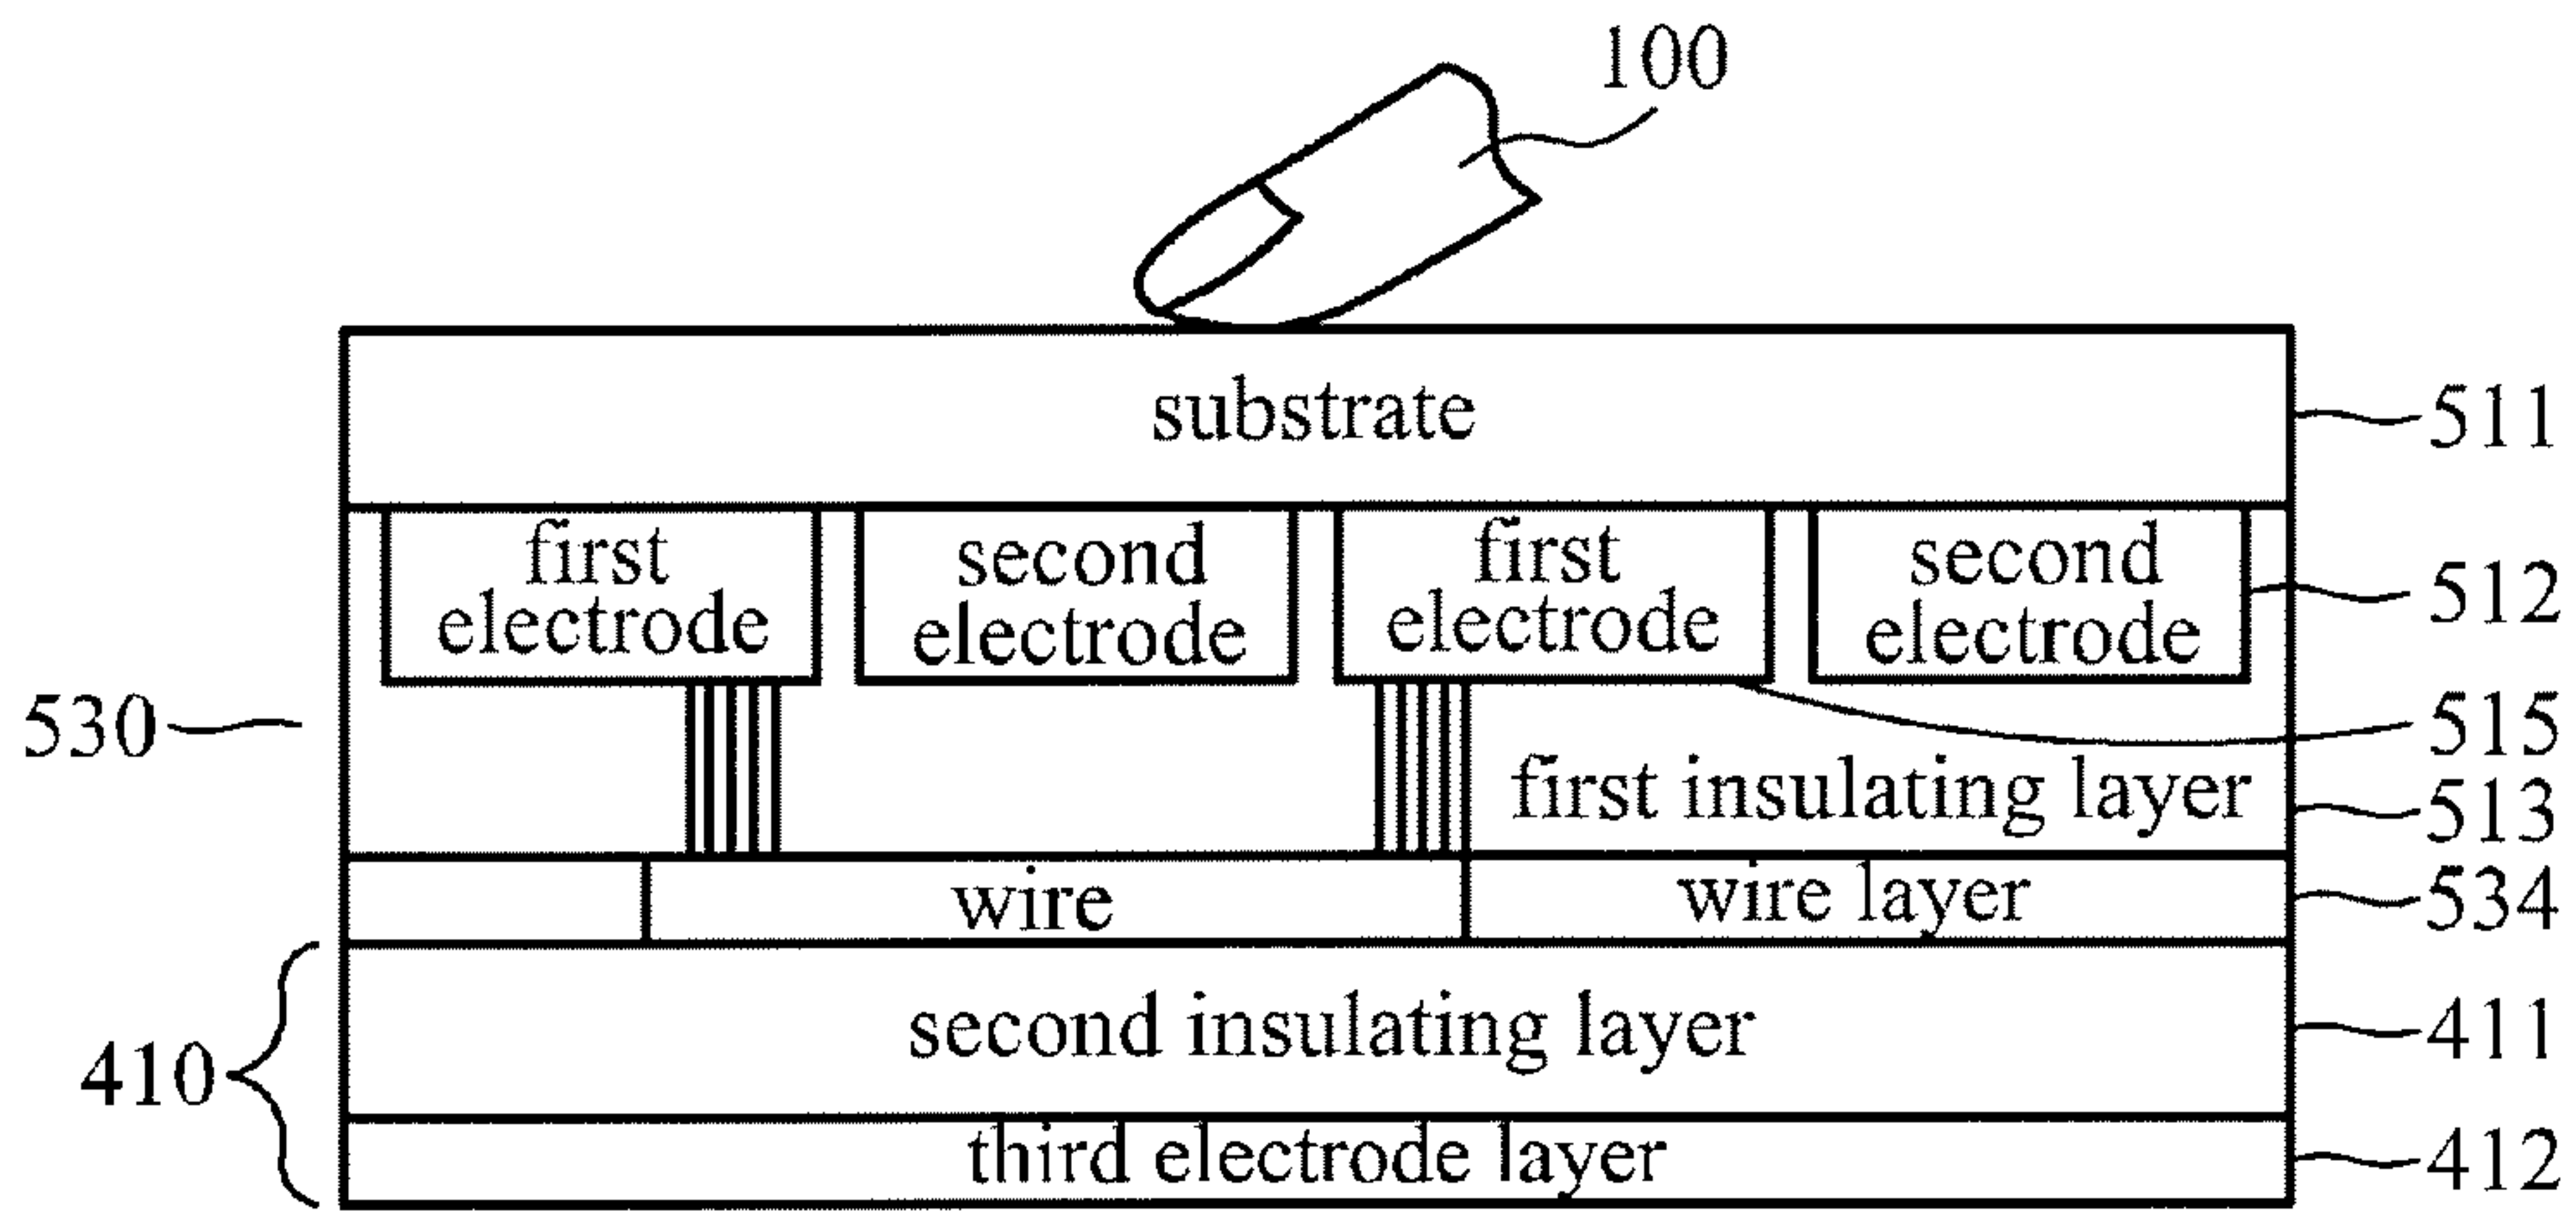 100
substrate
511
first
electrode
second
electrode
first
electrode
second
electrode
512
530
515
first insulating layer
513
wire
wire layer
534
second insulating layer
411
410
third electrode layer
412